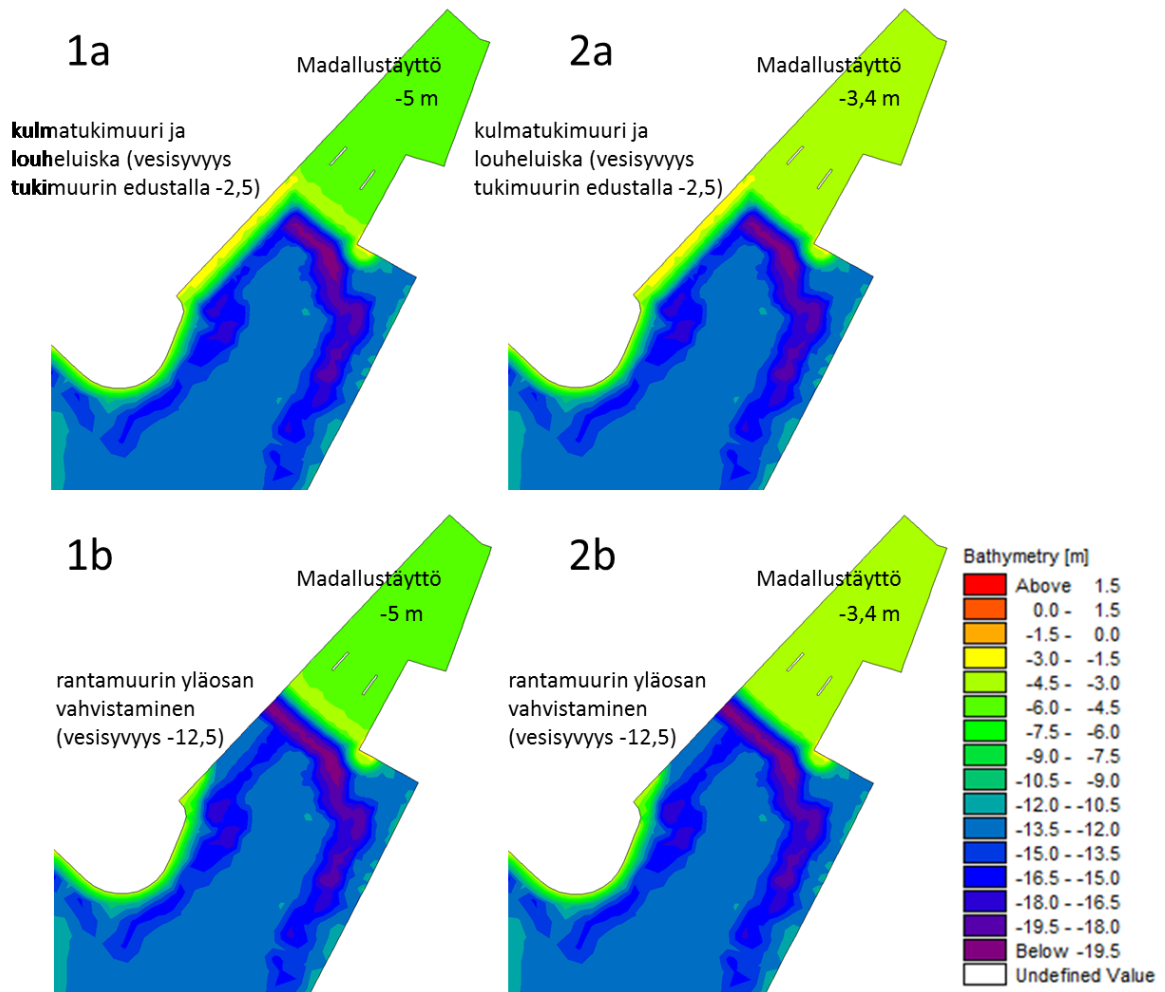 1a
Madallustäyttö
-5 m
kulmatukimuuri ja
louheluiska (vesisyvyys
tukimuurin edustalla -2,5)
2a
Madallustäyttö
-3,4 m
kulmatukimuuri ja
louheluiska (vesisyvyys
tukimuurin edustalla -2,5)
1b
Madallustäyttö
-5 m
rantamuurin yläosan
vahvistaminen
(vesisyvyys -12,5)
2b
Madallustäyttö
-3,4 m
rantamuurin yläosan
vahvistaminen
(vesisyvyys -12,5)
Bathymetry [m]
Above 1.5
0.0 - 1.5
-1.5 - 0.0
-3.0 - -1.5
-4.5 - -3.0
-6.0 - -4.5
-7.5 - -6.0
-9.0 - -7.5
-10.5 - -9.0
-12.0 - -10.5
-13.5 - -12.0
-15.0 - -13.5
-16.5 - -15.0
-18.0 - -16.5
-19.5 - -18.0
Below -19.5
Undefined Value